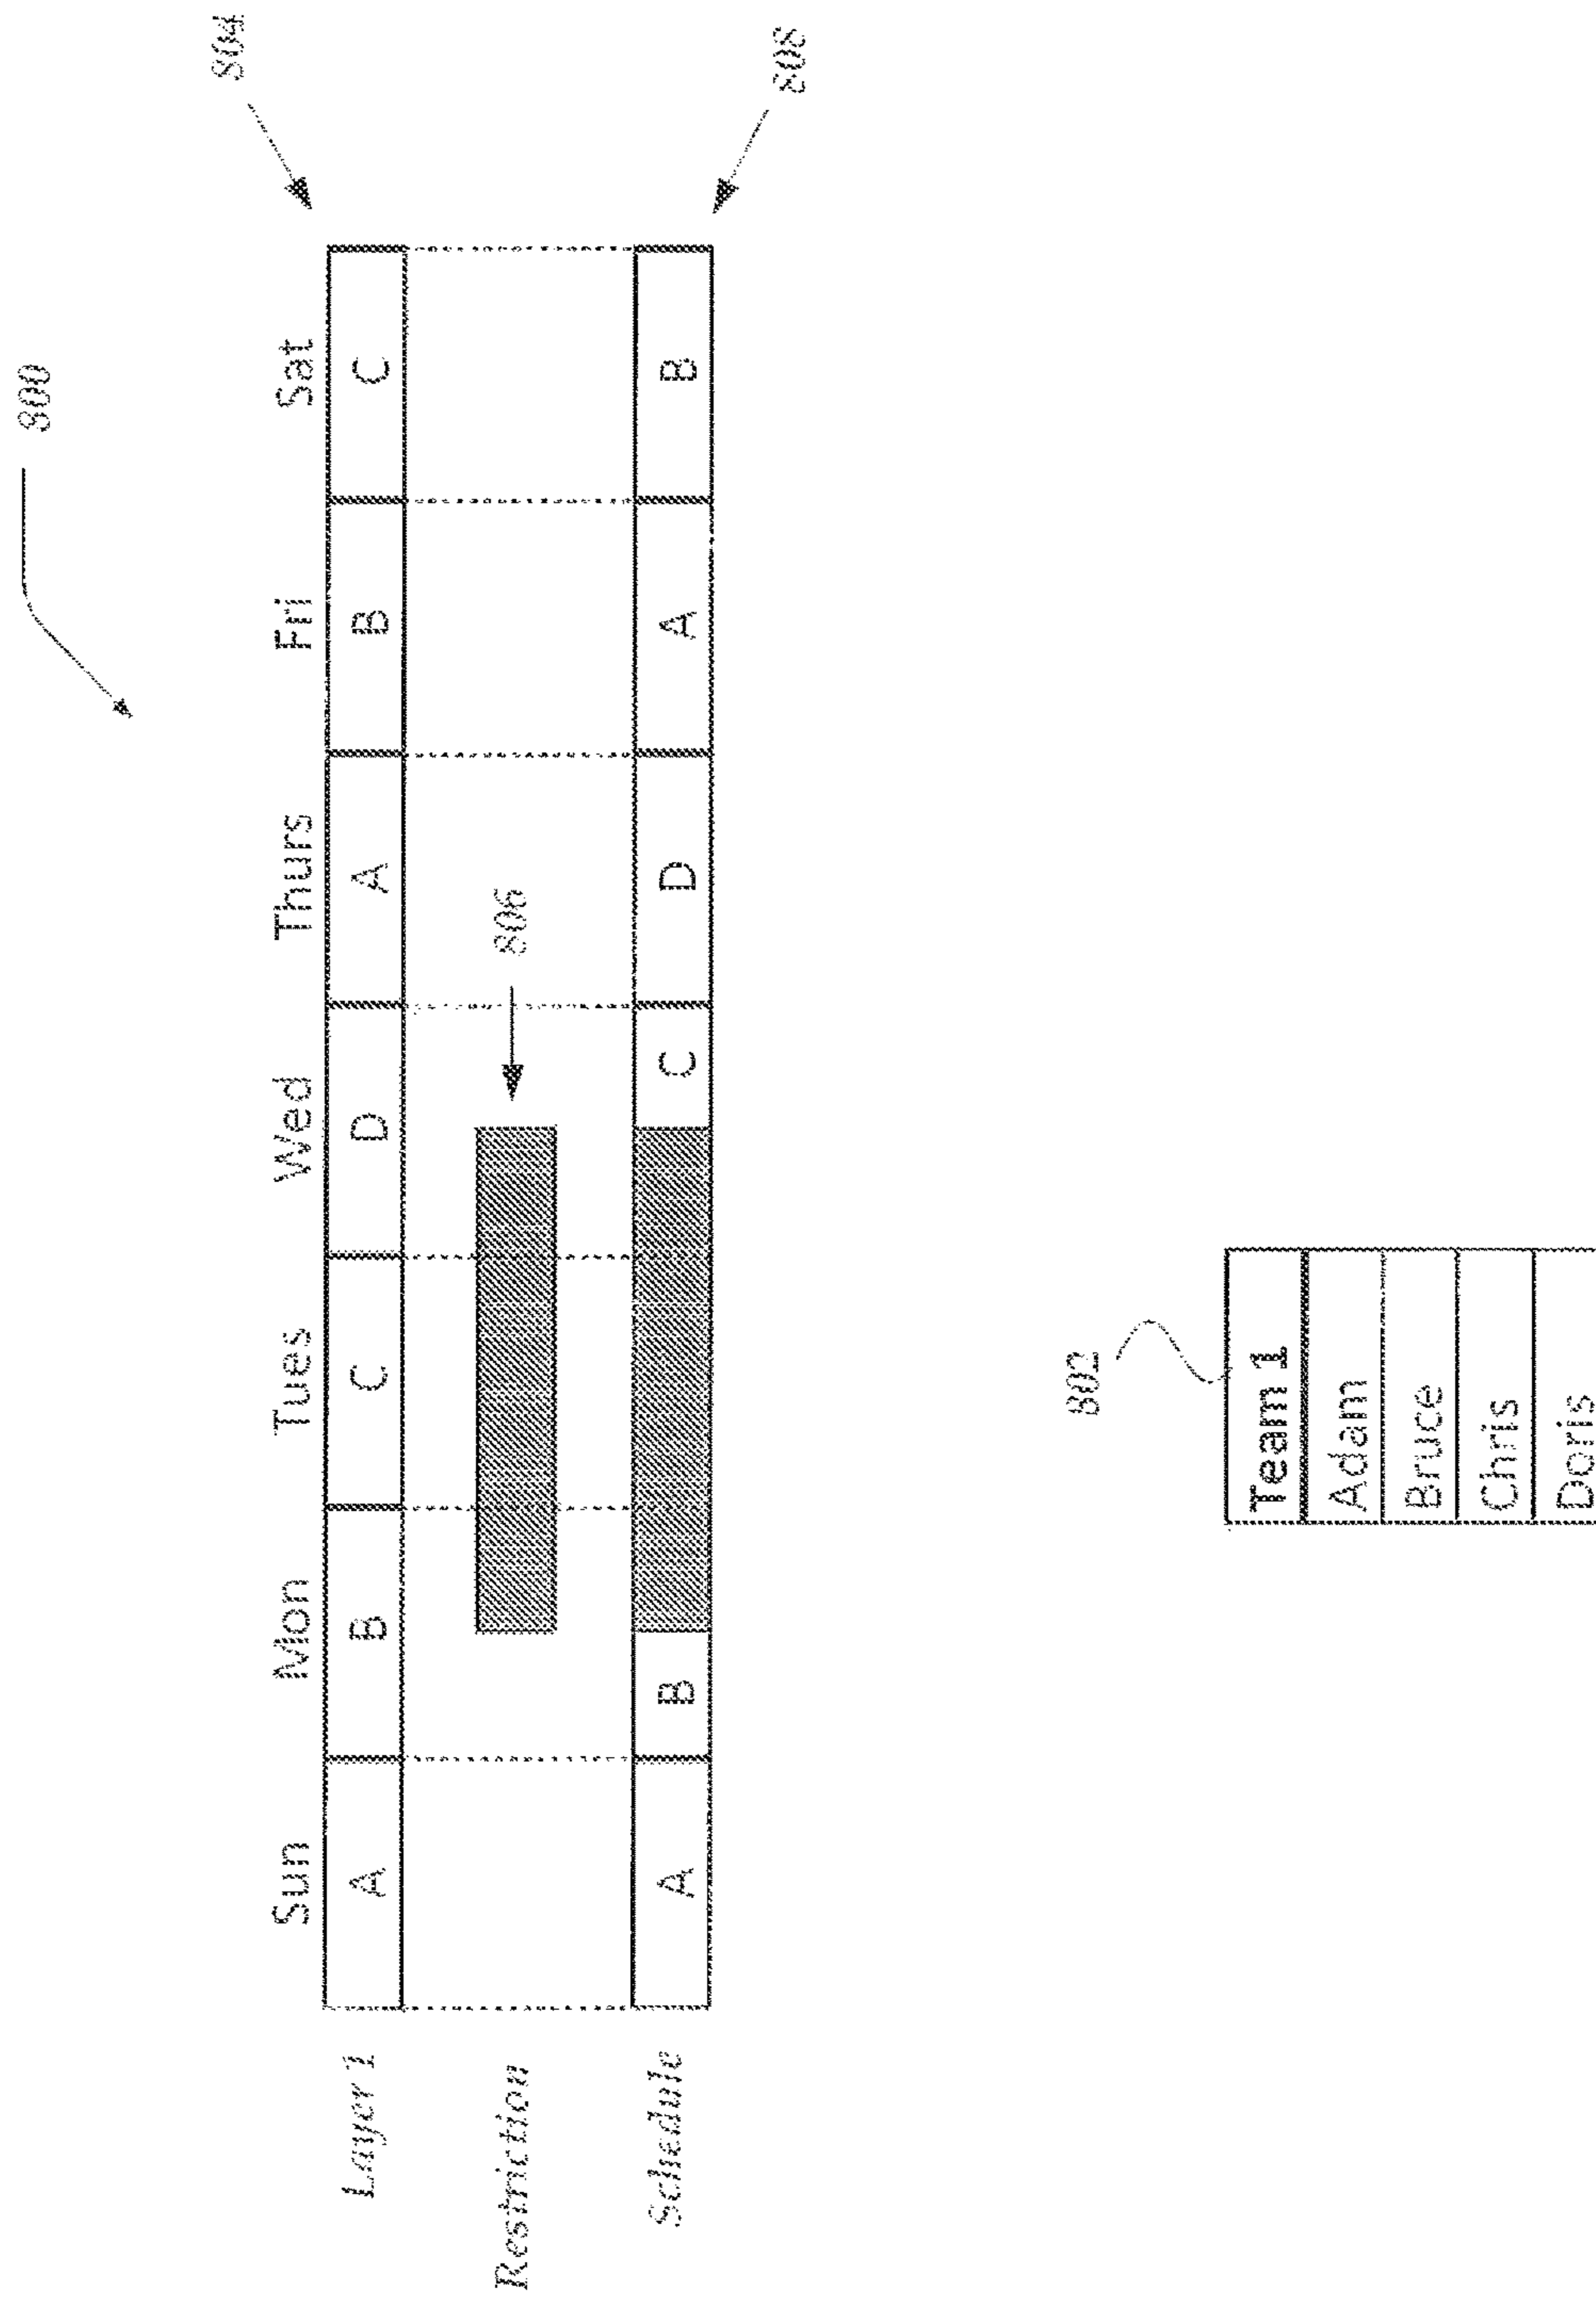 800
804
Sun Mon Tues Wed Thurs Fri Sat
Layer 1 A B C D A B C
Restriction 806
Schedule A B C D A B
808
802
Team 1
Adam
Bruce
Chris
Doris